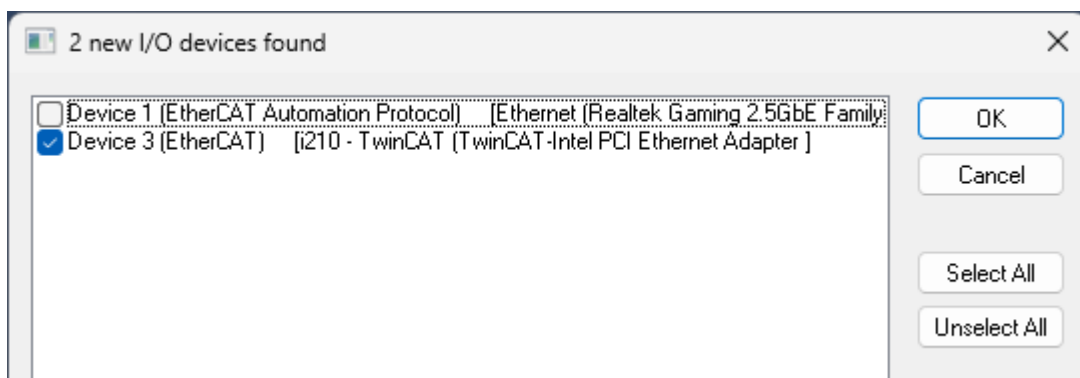 2 new I/O devices found
Device 1 (EtherCAT Automation Protocol) [Ethernet (Realtek Gaming 2.5GbE Family
Device 3 (EtherCAT) [i210 - TwinCAT (TwinCAT-Intel PCI Ethernet Adapter ]
OK
Cancel
Select All
Unselect All